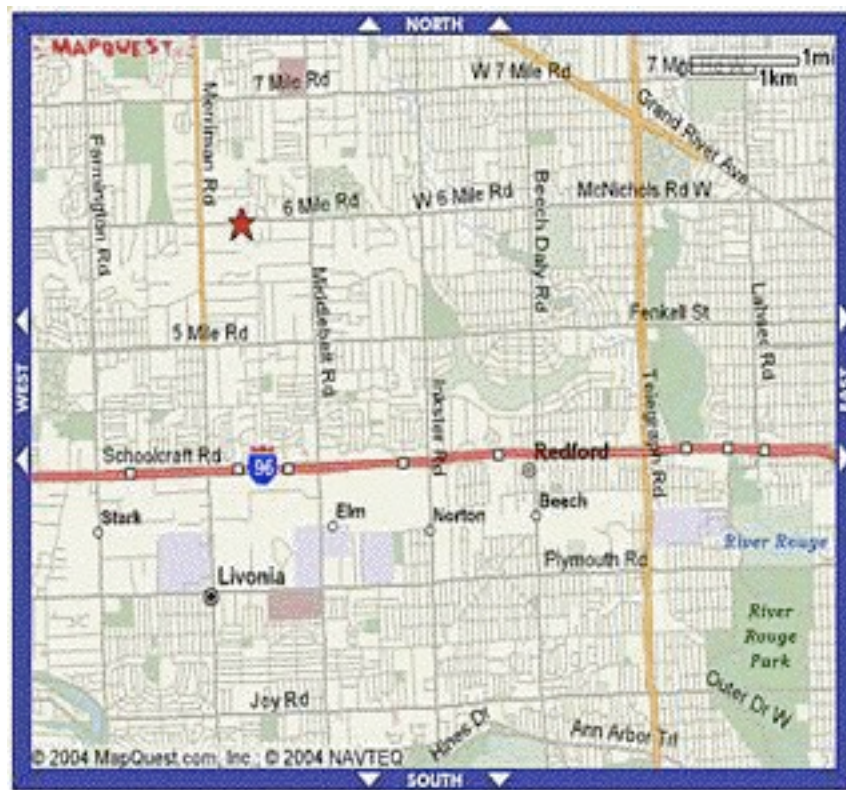 NORTH
MAPQUEST
7 Mile Rd
W 7 Mile Rd
7 M
1mi
1km
Grand River Ave
Merriman Rd
Farmington Rd
6 Mile Rd
W 6 Mile Rd
Beech Daly Rd
McNichols Rd W
Middlebelt Rd
5 Mile Rd
Fenkell St
Lahser Rd
WEST
EAST
Inkster Rd
Telegraph Rd
Schoolcraft Rd
96
Redford
Stark
Elm
Norton
Beech
River Rouge
Plymouth Rd
Livonia
River
Rouge
Park
Joy Rd
Outer Dr W
Hines Dr
Ann Arbor Trl
© 2004 MapQuest.com, Inc.; © 2004 NAVTEQ
SOUTH